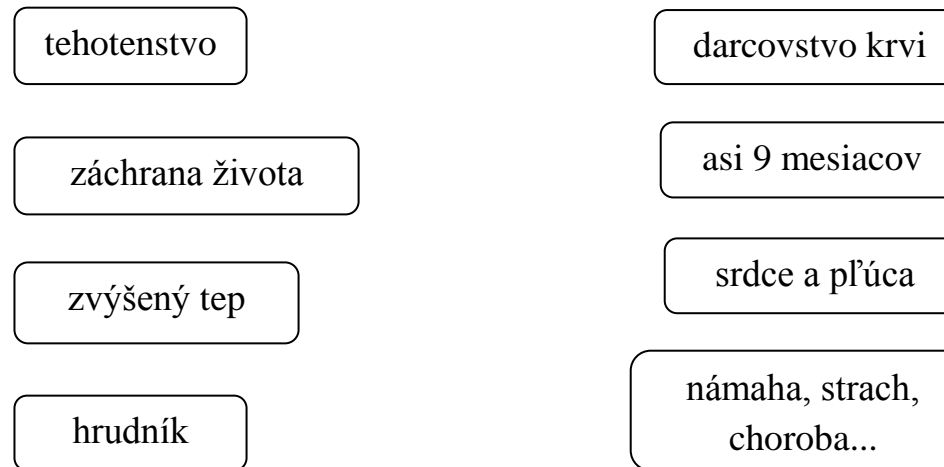 tehotenstvo
darcovstvo krvi
záchrana života
asi 9 mesiacov
zvýšený tep
srdce a pľúca
hrudník
námaha, strach,
choroba...